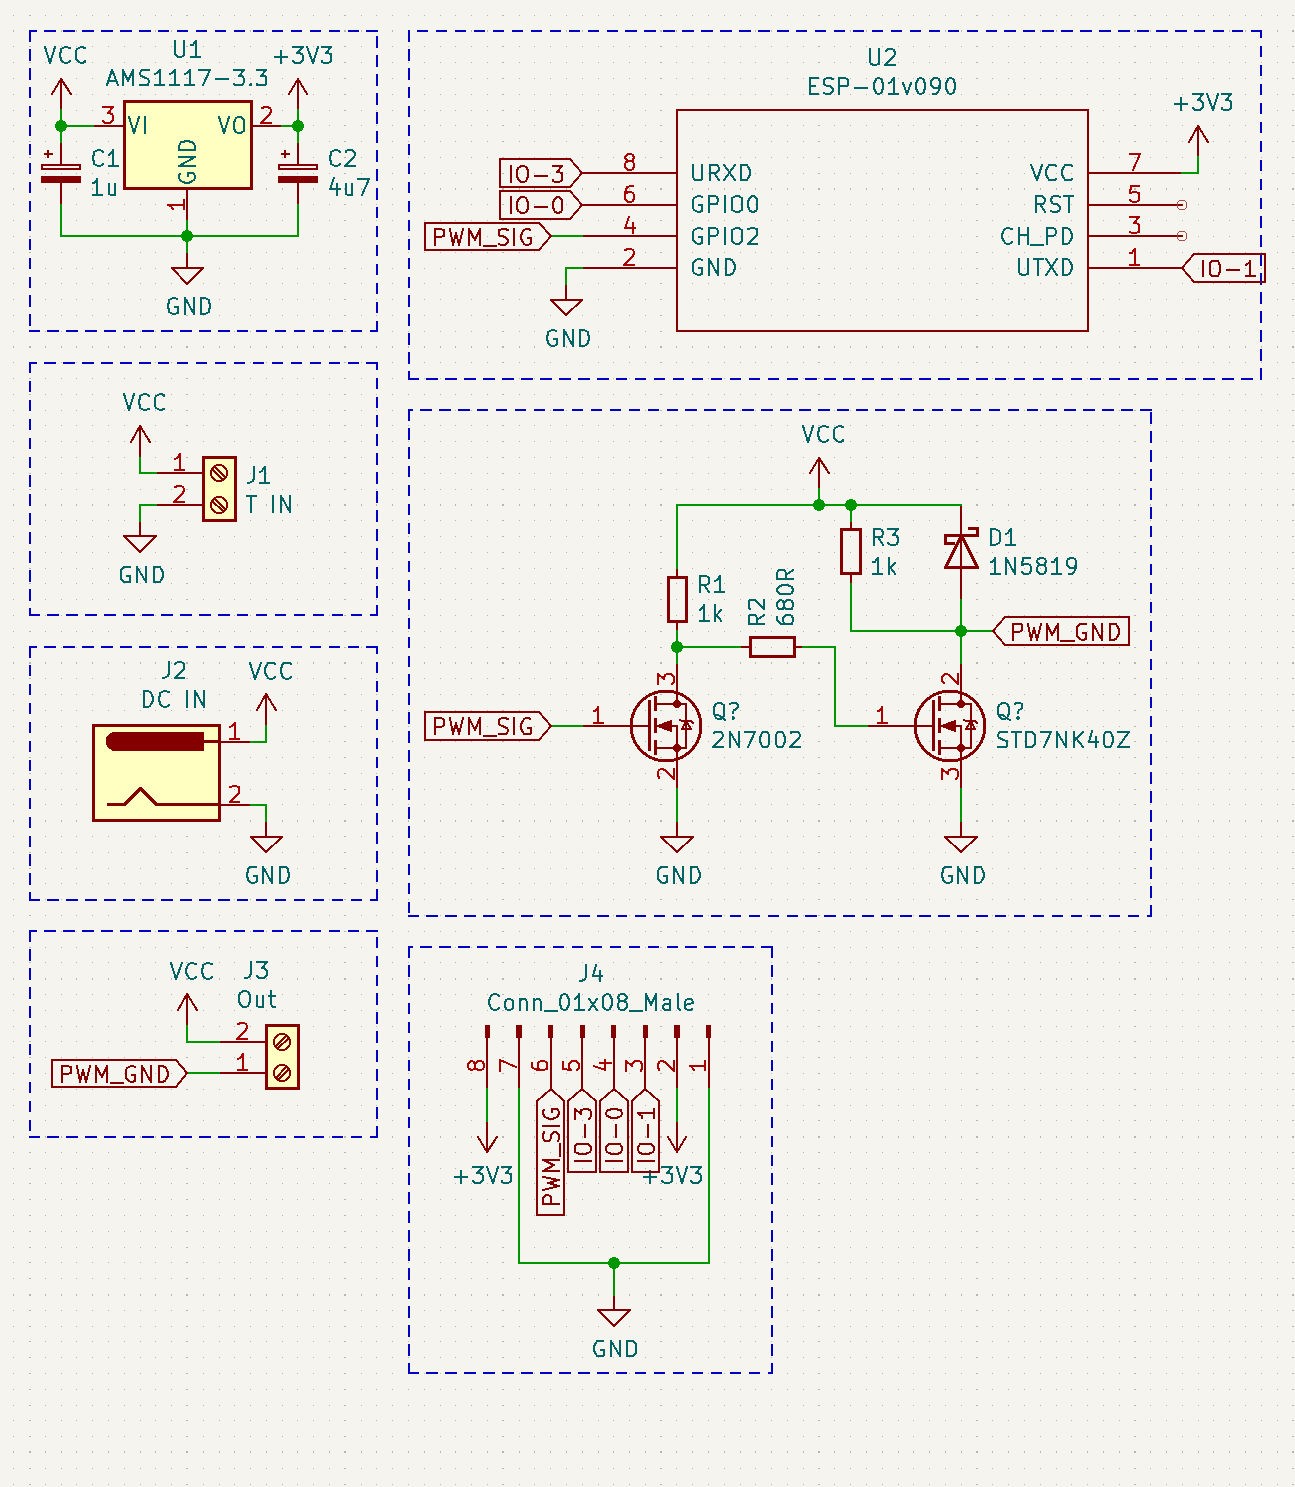 VCC
U1
AMS1117-3.3
+3V3
3
VI
VO
2
GND
1
+
C1
1u
+
C2
4u7
GND
U2
ESP-01v090
+3V3
IO-3
8
URXD
VCC
7
IO-0
6
GPIO0
RST
5
PWM_SIG
4
GPIO2
CH_PD
3
2
GND
UTXD
1
IO-1
GND
VCC
1
2
J1
T IN
GND
VCC
R1
1k
R2
680R
R3
1k
D1
1N5819
PWM_GND
PWM_SIG
1
3
2
Q?
2N7002
1
2
3
Q?
STD7NK40Z
GND
GND
J2
DC IN
VCC
1
2
GND
VCC
J3
Out
2
PWM_GND
1
J4
Conn_01x08_Male
8
7
6
5
4
3
2
1
+3V3
PWM_SIG
IO-3
IO-0
IO-1
+3V3
GND